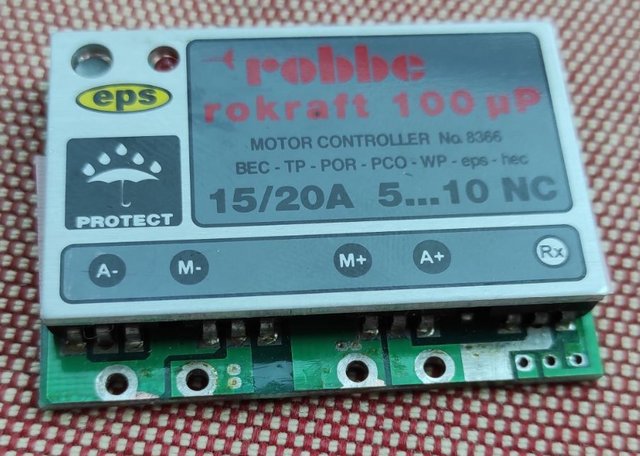 robbe
eps
rokraft 100 µP
MOTOR CONTROLLER No. 8366
BEC - TP - POR - PCO - WP - eps - hec
15/20A 5...10 NC
PROTECT
A- M- M+ A+ Rx